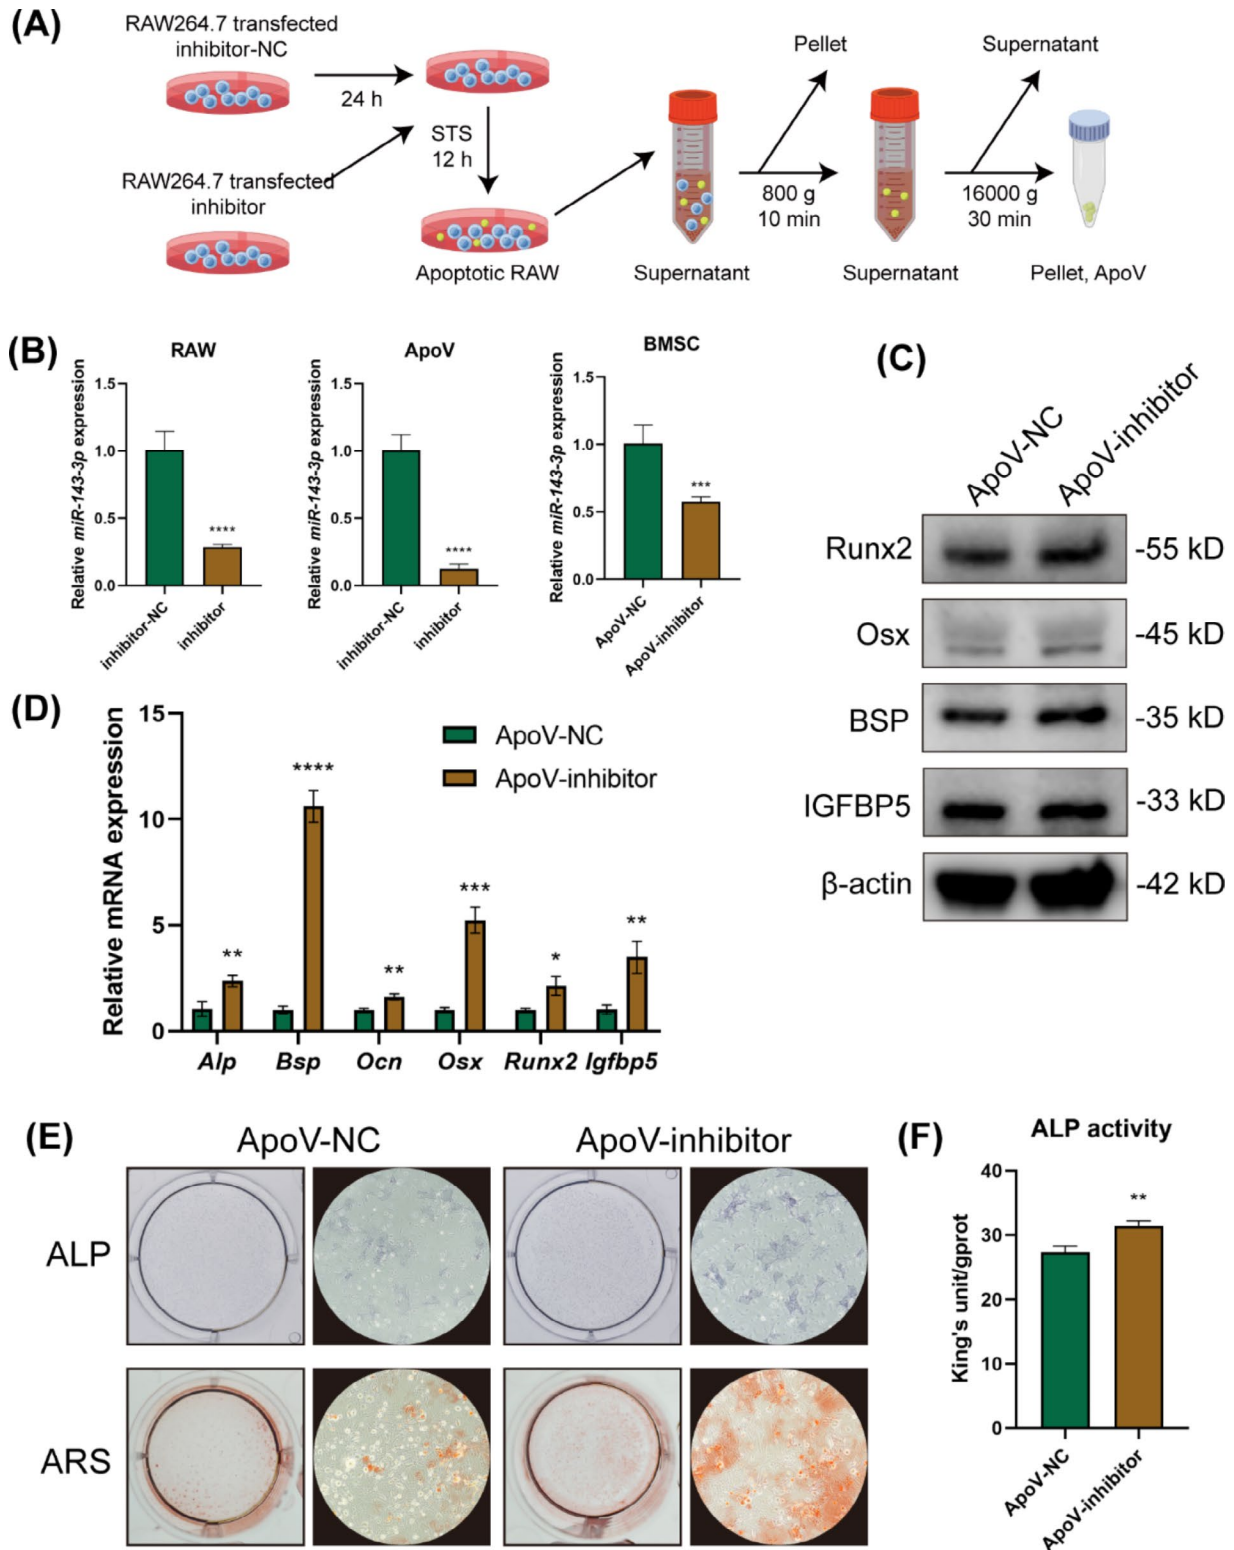 (A)
RAW264.7 transfected
inhibitor-NC
24 h
RAW264.7 transfected
inhibitor
STS
12 h
Apoptotic RAW
Supernatant
Pellet
800 g
10 min
Supernatant
Supernatant
16000 g
30 min
Pellet, ApoV
(B)
RAW
Relative miR-143-3p expression
1.5
1.0
0.5
0.0
****
inhibitor-NC
inhibitor
ApoV
Relative miR-143-3p expression
1.5
1.0
0.5
0.0
****
inhibitor-NC
inhibitor
BMSC
Relative miR-143-3p expression
1.5
1.0
0.5
0.0
***
ApoV-NC
ApoV-inhibitor
(C)
ApoV-NC
ApoV-inhibitor
Runx2 -55 kD
Osx -45 kD
BSP -35 kD
IGFBP5 -33 kD
β-actin -42 kD
(D)
Relative mRNA expression
15
10
5
0
ApoV-NC
ApoV-inhibitor
**
****
**
***
*
**
Alp Bsp Ocn Osx Runx2 Igfbp5
(E)
ApoV-NC ApoV-inhibitor
ALP
ARS
(F)
ALP activity
King's unit/gprot
40
30
20
10
0
**
ApoV-NC
ApoV-inhibitor